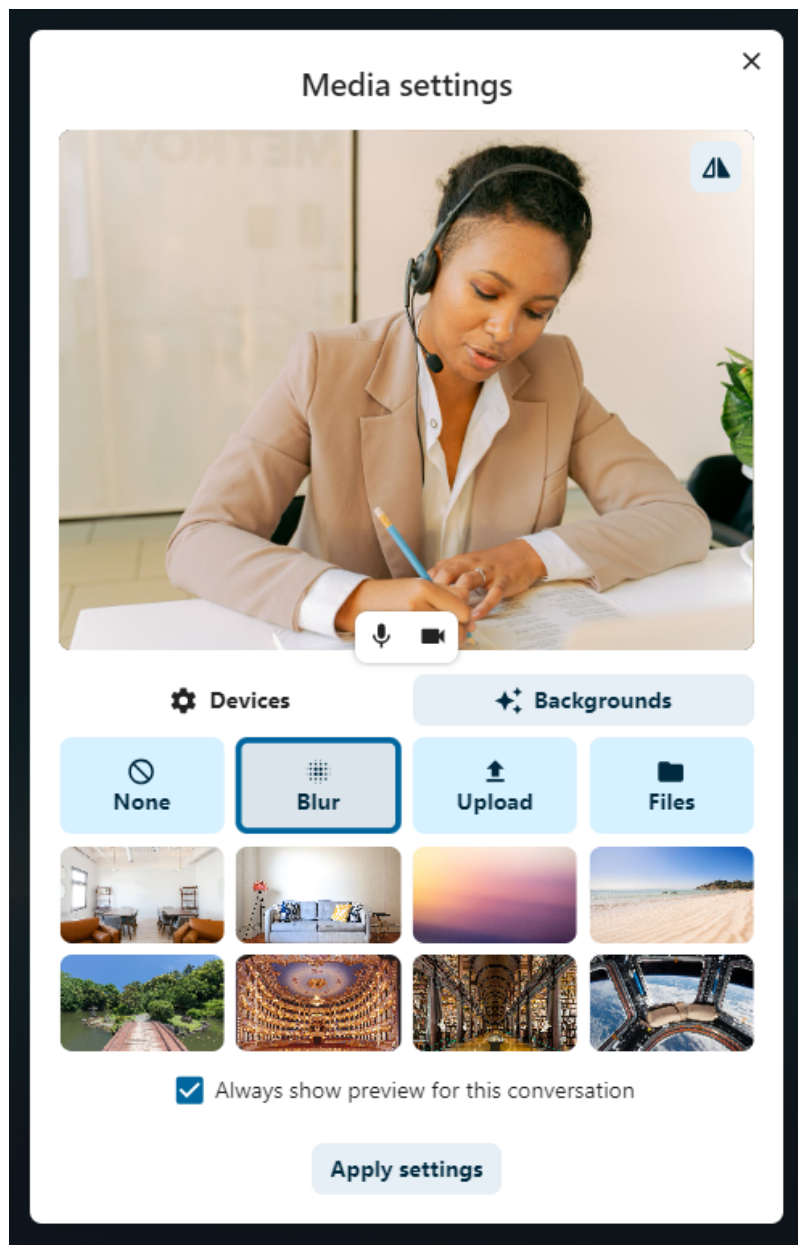 Media settings
Devices
Backgrounds
None
Blur
Upload
Files
Always show preview for this conversation
Apply settings